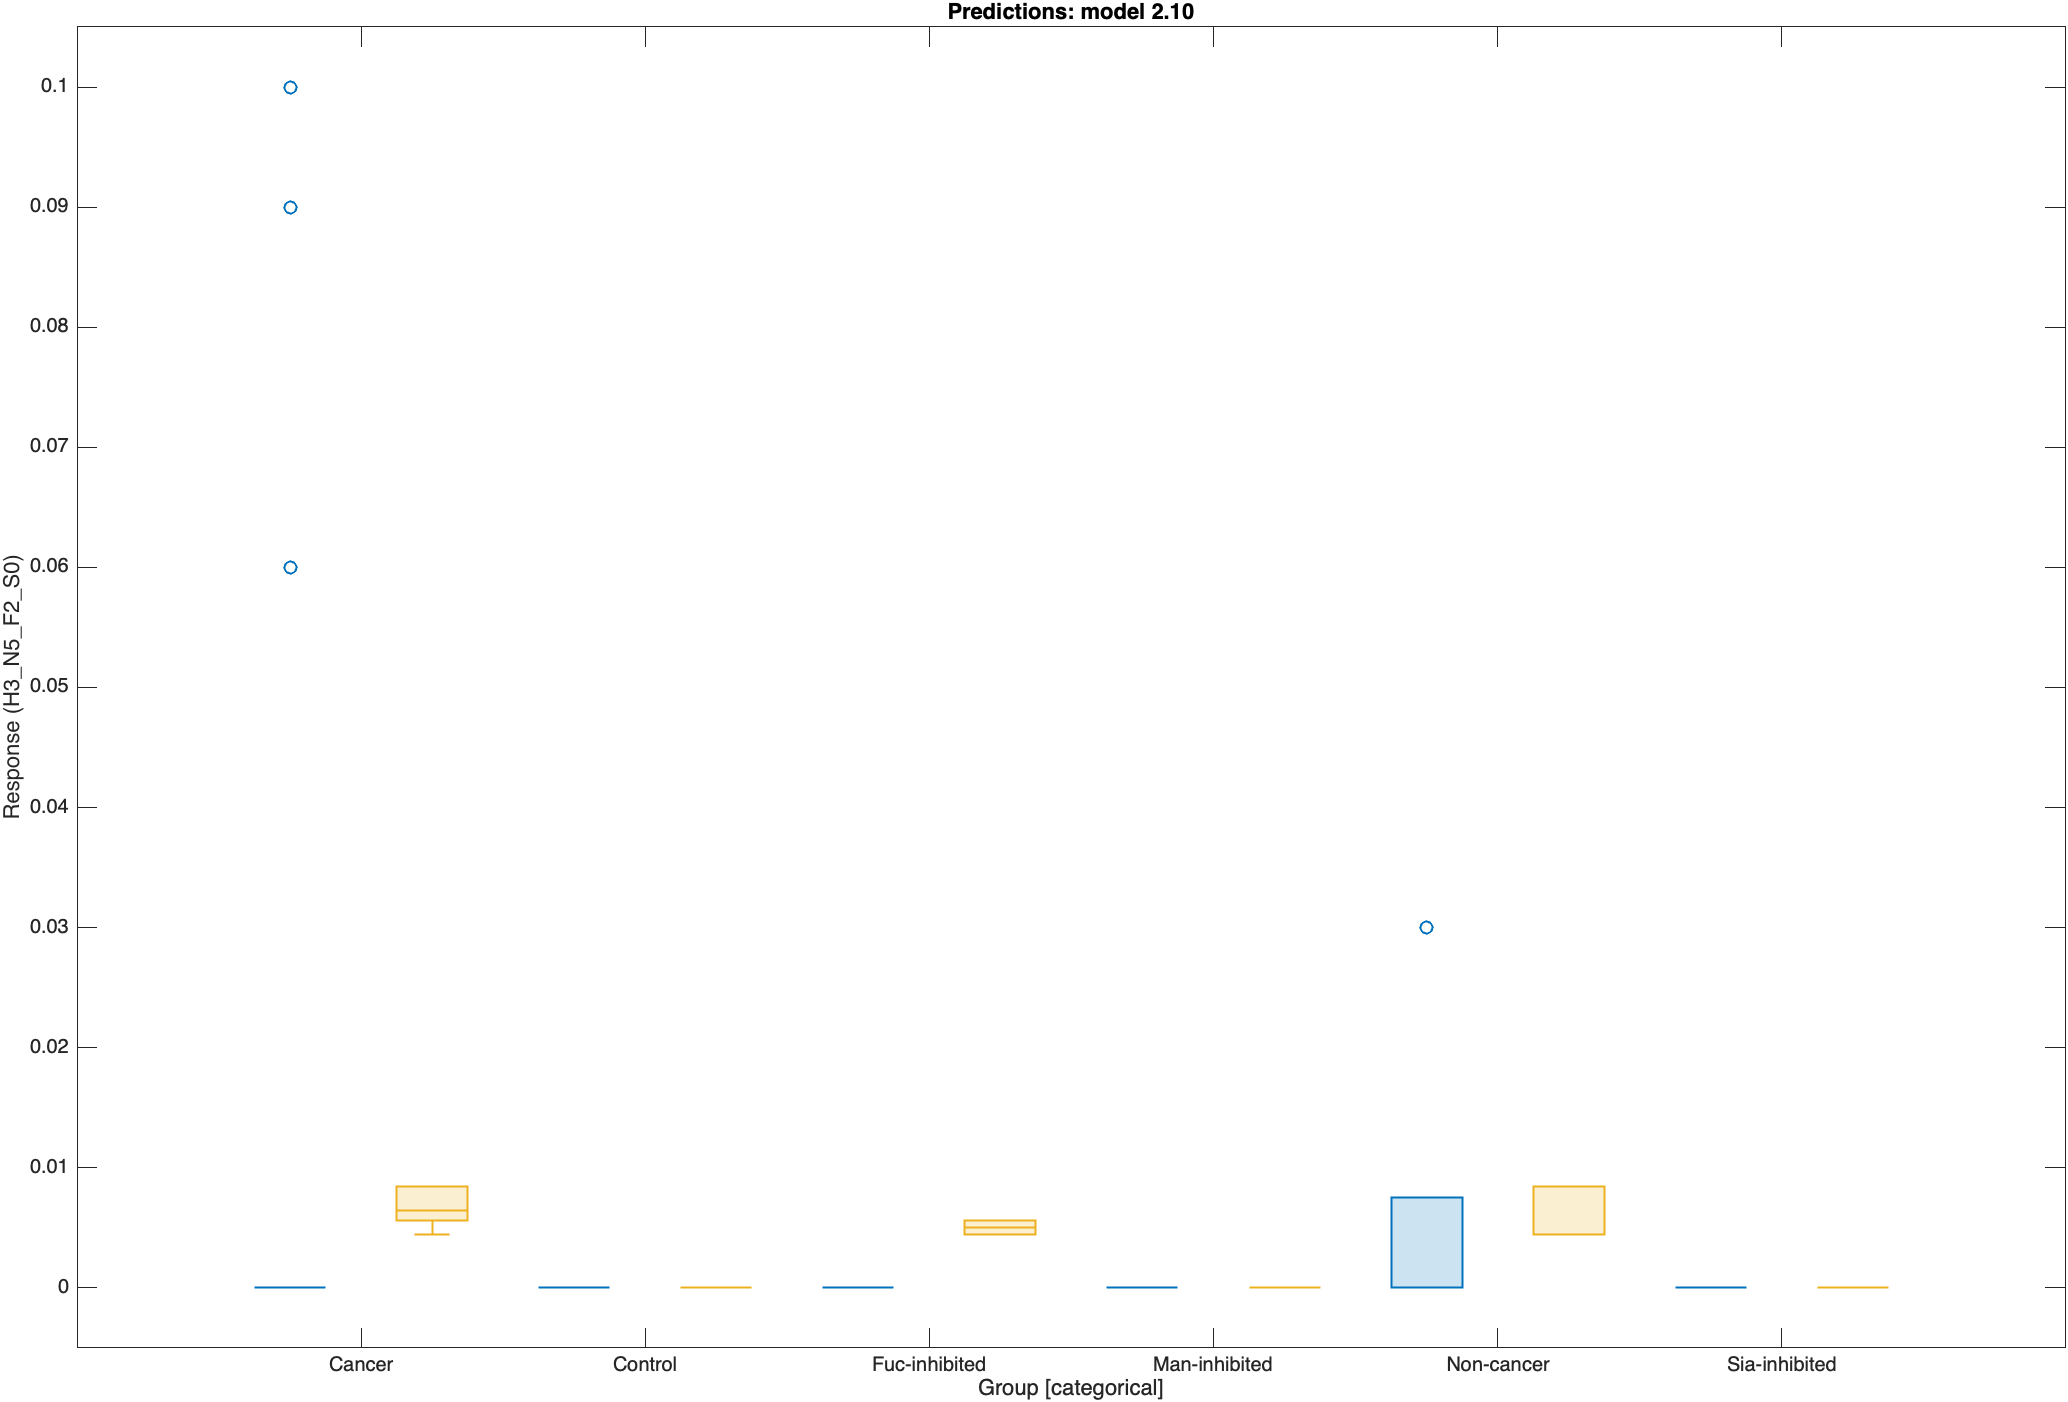 Predictions: model 2.10
0.1
0.09
0.08
0.07
0.06
0.05
0.04
0.03
0.02
0.01
0
Response (H3_N5_F2_S0)
Cancer Control Fuc-inhibited Man-inhibited Non-cancer Sia-inhibited
Group [categorical]